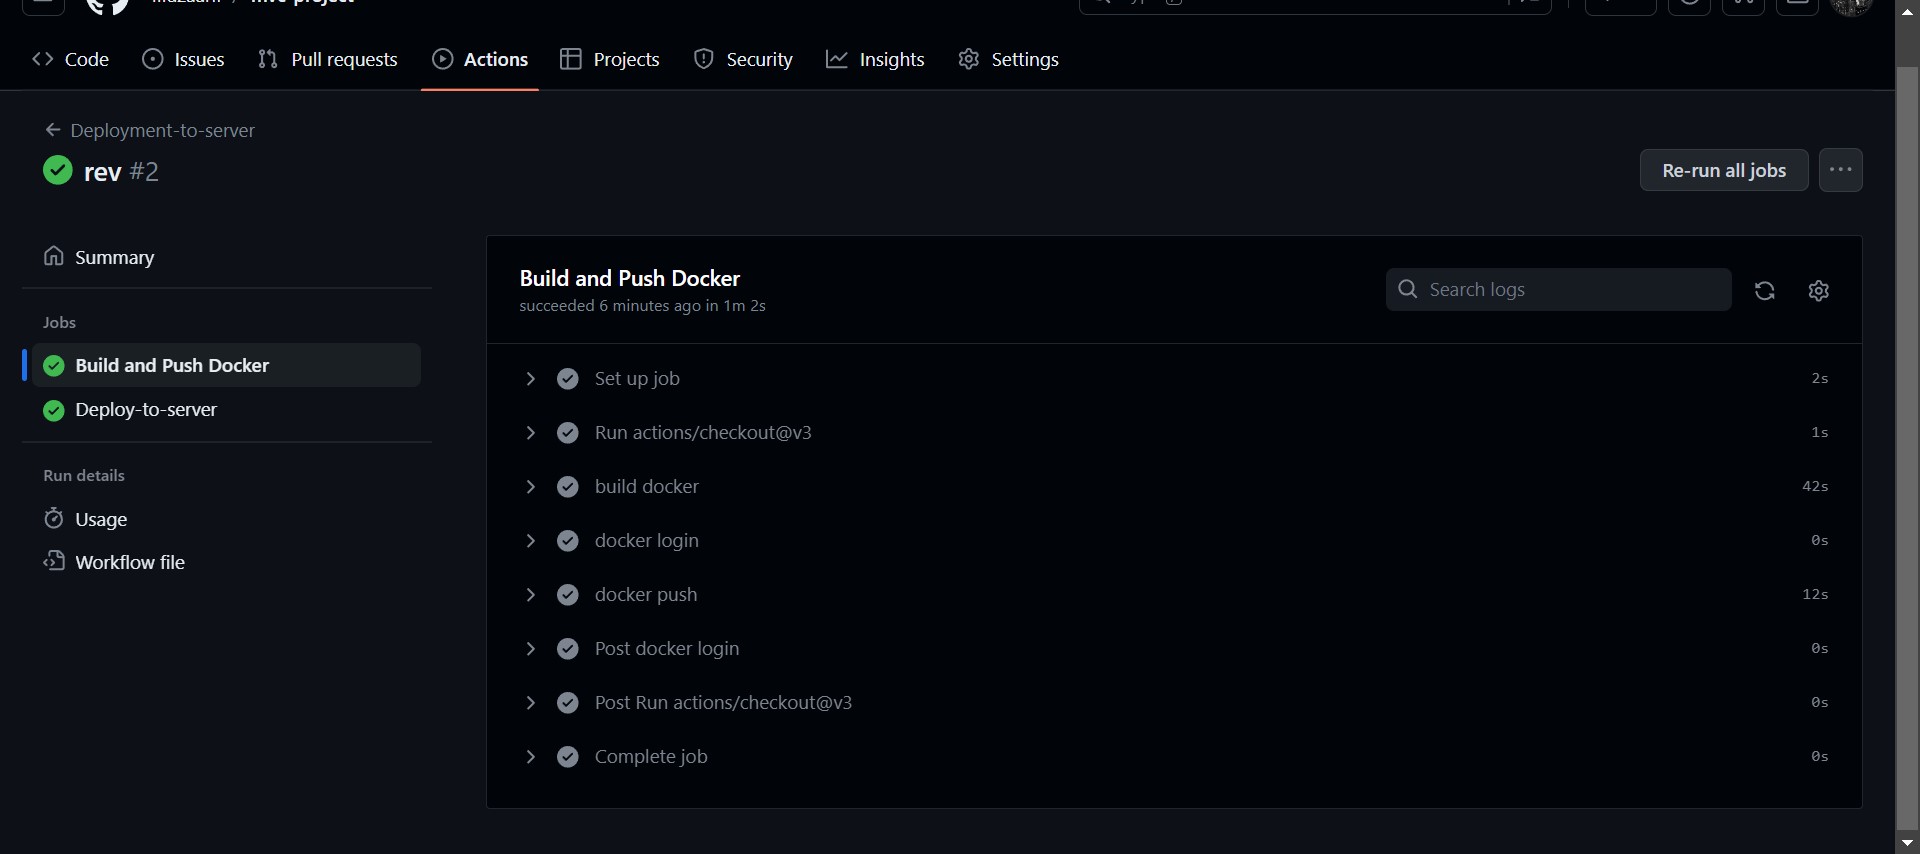 Code
Issues
Pull requests
Actions
Projects
Security
Insights
Settings
Deployment-to-server
rev #2
Re-run all jobs
Summary
Jobs
Build and Push Docker
Deploy-to-server
Run details
Usage
Workflow file
Build and Push Docker
succeeded 6 minutes ago in 1m 2s
Search logs
Set up job 2s
Run actions/checkout@v3 1s
build docker 42s
docker login 0s
docker push 12s
Post docker login 0s
Post Run actions/checkout@v3 0s
Complete job 0s